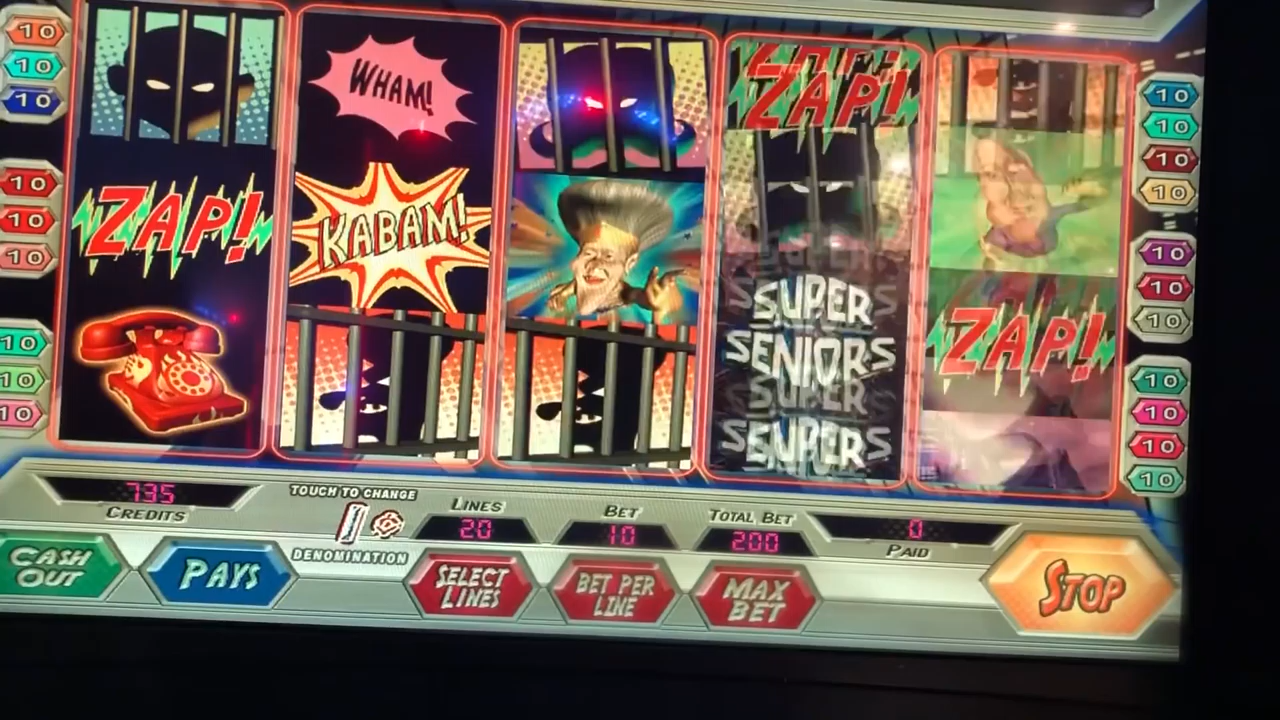 10
10
10
10
10
10
10
10
10
ZAP!
WHAM!
KABAM!
ZAP!
ZAP!
SUPER
SENIORS
SUPER
SUPER
ZAP!
10
10
10
10
10
10
10
10
10
10
10
735
CREDITS
TOUCH TO CHANGE
DENOMINATION
LINES
20
BET
10
TOTAL BET
200
0
PAID
CASH
OUT
PAYS
SELECT
LINES
BET PER
LINE
MAX
BET
STOP